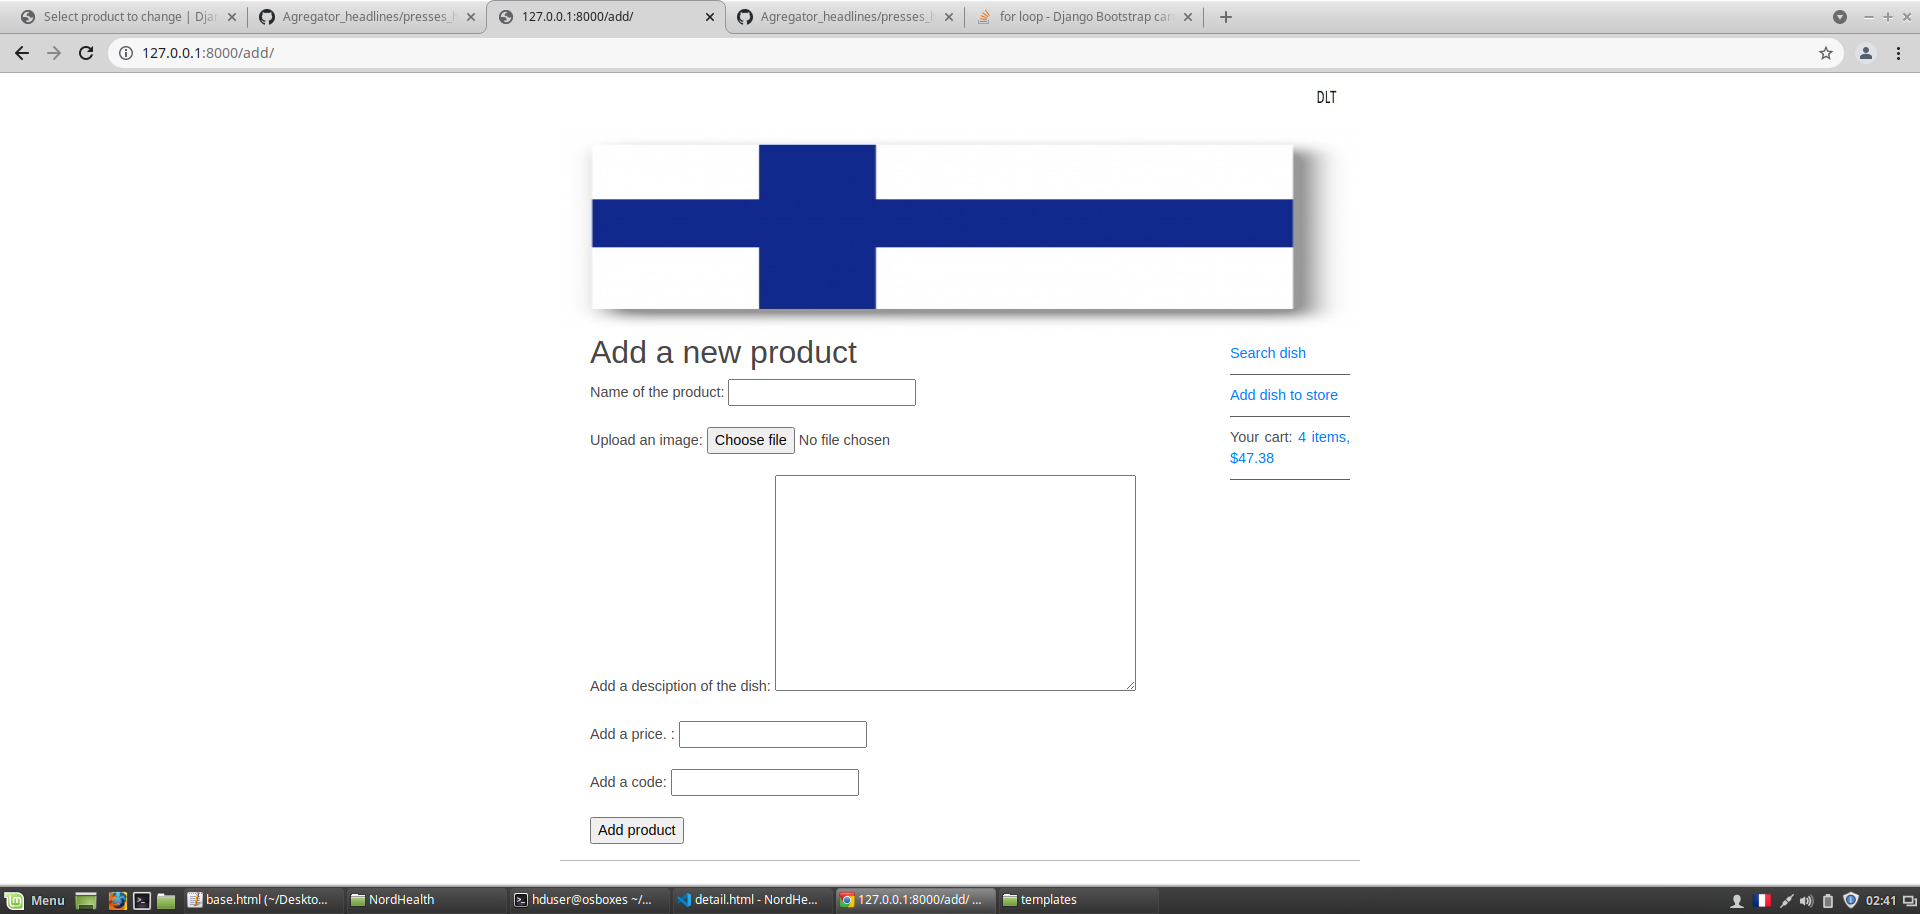 Select product to change | Djan
Agregator_headlines/presses_h
127.0.0.1:8000/add/
Agregator_headlines/presses_h
for loop - Django Bootstrap car
127.0.0.1:8000/add/
DLT
Add a new product
Name of the product:
Upload an image: Choose file No file chosen
Add a desciption of the dish:
Add a price. :
Add a code:
Add product
Search dish
Add dish to store
Your cart: 4 items,
$47.38
Menu
base.html (~/Deskto...
NordHealth
hduser@osboxes ~/...
detail.html - NordHe...
127.0.0.1:8000/add/ ...
templates
02:41